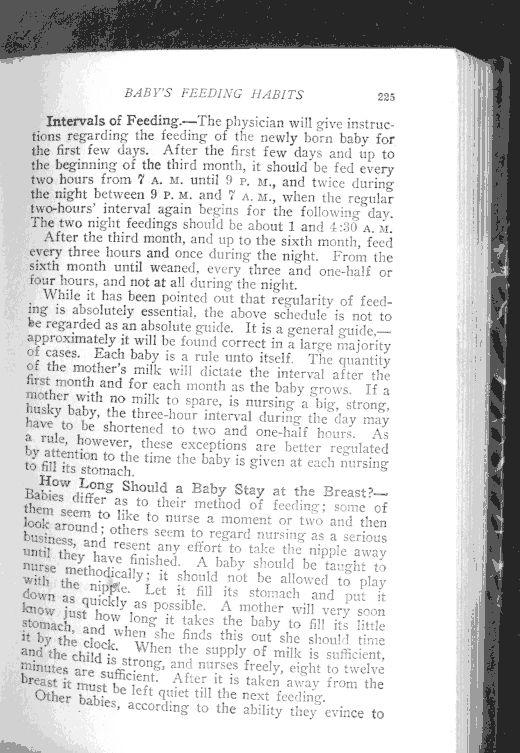 BABY'S FEEDING HABITS 225
Intervals of Feeding.—The physician will give instruc-
tions regarding the feeding of the newly born baby for
the first few days. After the first few days and up to
the beginning of the third month, it should be fed every
two hours from 7 A. M. until 9 P. M., and twice during
the night between 9 P. M. and 7 A. M., when the regular
two-hours' interval again begins for the following day.
The two night feedings should be about 1 and 4:30 A. M.
After the third month, and up to the sixth month, feed
every three hours and once during the night. From the
sixth month until weaned, every three and one-half or
four hours, and not at all during the night.
While it has been pointed out that regularity of feed-
ing is absolutely essential, the above schedule is not to
be regarded as an absolute guide. It is a general guide,—
approximately it will be found correct in a large majority
of cases. Each baby is a rule unto itself. The quantity
of the mother's milk will dictate the interval after the
first month and for each month as the baby grows. If a
mother with no milk to spare, is nursing a big, strong,
husky baby, the three-hour interval during the day may
have to be shortened to two and one-half hours. As
a rule, however, these exceptions are better regulated
by attention to the time the baby is given at each nursing
to fill its stomach.
How Long Should a Baby Stay at the Breast?—
Babies differ as to their method of feeding; some of
them seem to like to nurse a moment or two and then
look around; others seem to regard nursing as a serious
business, and resent any effort to take the nipple away
until they have finished. A baby should be taught to
nurse methodically; it should not be allowed to play
with the nipple. Let it fill its stomach and put it
down as quickly as possible. A mother will very soon
know just how long it takes the baby to fill its little
stomach, and when she finds this out she should time
it by the clock. When the supply of milk is sufficient,
and the child is strong, and nurses freely, eight to twelve
minutes are sufficient. After it is taken away from the
breast it must be left quiet till the next feeding.
Other babies, according to the ability they evince to